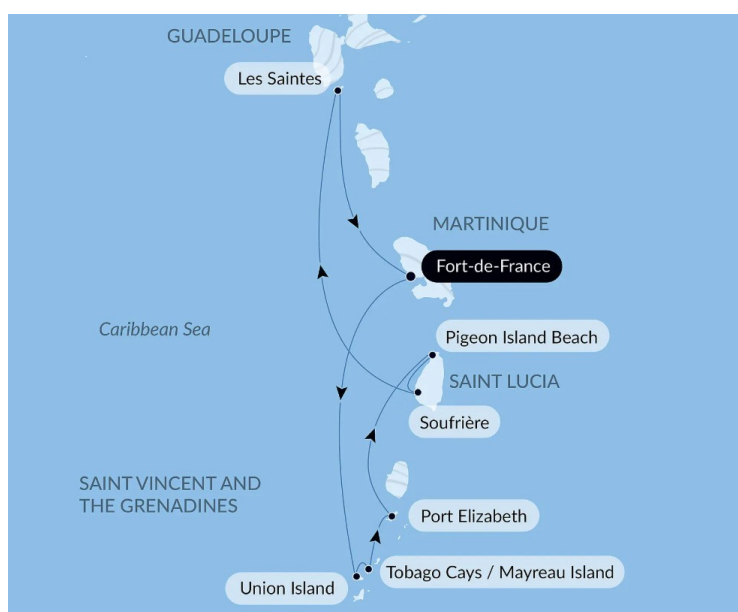 GUADELOUPE
Les Saintes
MARTINIQUE
Fort-de-France
Caribbean Sea
Pigeon Island Beach
SAINT LUCIA
Soufrière
SAINT VINCENT AND
THE GRENADINES
Port Elizabeth
Tobago Cays / Mayreau Island
Union Island